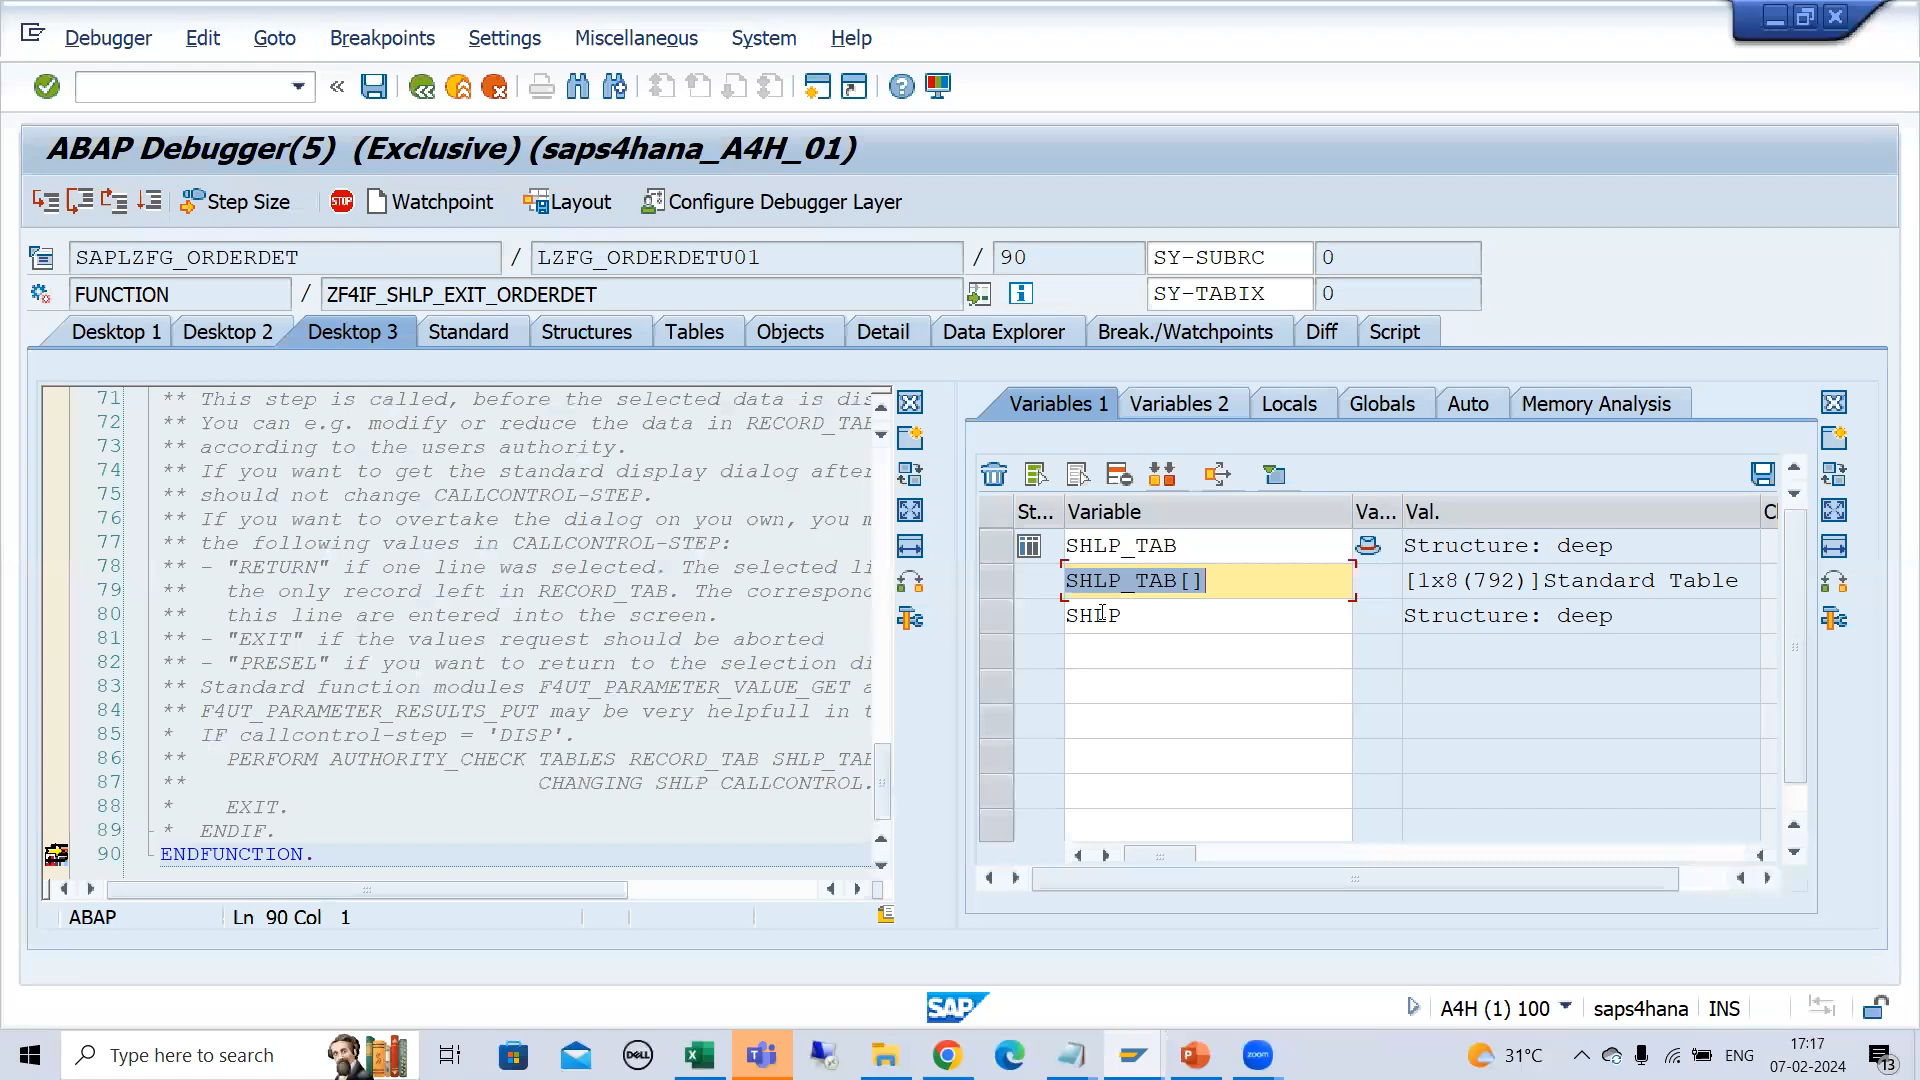 Debugger Edit Goto Breakpoints Settings Miscellaneous System Help
ABAP Debugger(5) (Exclusive) (saps4hana_A4H_01)
Step Size STOP Watchpoint Layout Configure Debugger Layer
SAPLZFG_ORDERDET / LZFG_ORDERDETU01 / 90 SY-SUBRC 0
FUNCTION / ZF4IF_SHLP_EXIT_ORDERDET SY-TABIX 0
Desktop 1 Desktop 2 Desktop 3 Standard Structures Tables Objects Detail Data Explorer Break./Watchpoints Diff Script
71 ** This step is called, before the selected data is dis
72 ** You can e.g. modify or reduce the data in RECORD_TAB
73 ** according to the users authority.
74 ** If you want to get the standard display dialog after
75 ** should not change CALLCONTROL-STEP.
76 ** If you want to overtake the dialog on you own, you m
77 ** the following values in CALLCONTROL-STEP:
78 ** - "RETURN" if one line was selected. The selected li
79 ** the only record left in RECORD_TAB. The correspond
80 ** this line are entered into the screen.
81 ** - "EXIT" if the values request should be aborted
82 ** - "PRESEL" if you want to return to the selection di
83 ** Standard function modules F4UT_PARAMETER_VALUE_GET a
84 ** F4UT_PARAMETER_RESULTS_PUT may be very helpfull in t
85 * IF callcontrol-step = 'DISP'.
86 ** PERFORM AUTHORITY_CHECK TABLES RECORD_TAB SHLP_TAB
87 ** CHANGING SHLP CALLCONTROL.
88 * EXIT.
89 * ENDIF.
90 ENDFUNCTION.
ABAP Ln 90 Col 1
Variables 1 Variables 2 Locals Globals Auto Memory Analysis
St... Variable Va... Val.
SHLP_TAB Structure: deep
SHLP_TAB[] [1x8(792)]Standard Table
SHLP Structure: deep
SAP A4H (1) 100 saps4hana INS
Type here to search DELL zoom 31°C ENG 17:17
07-02-2024 13